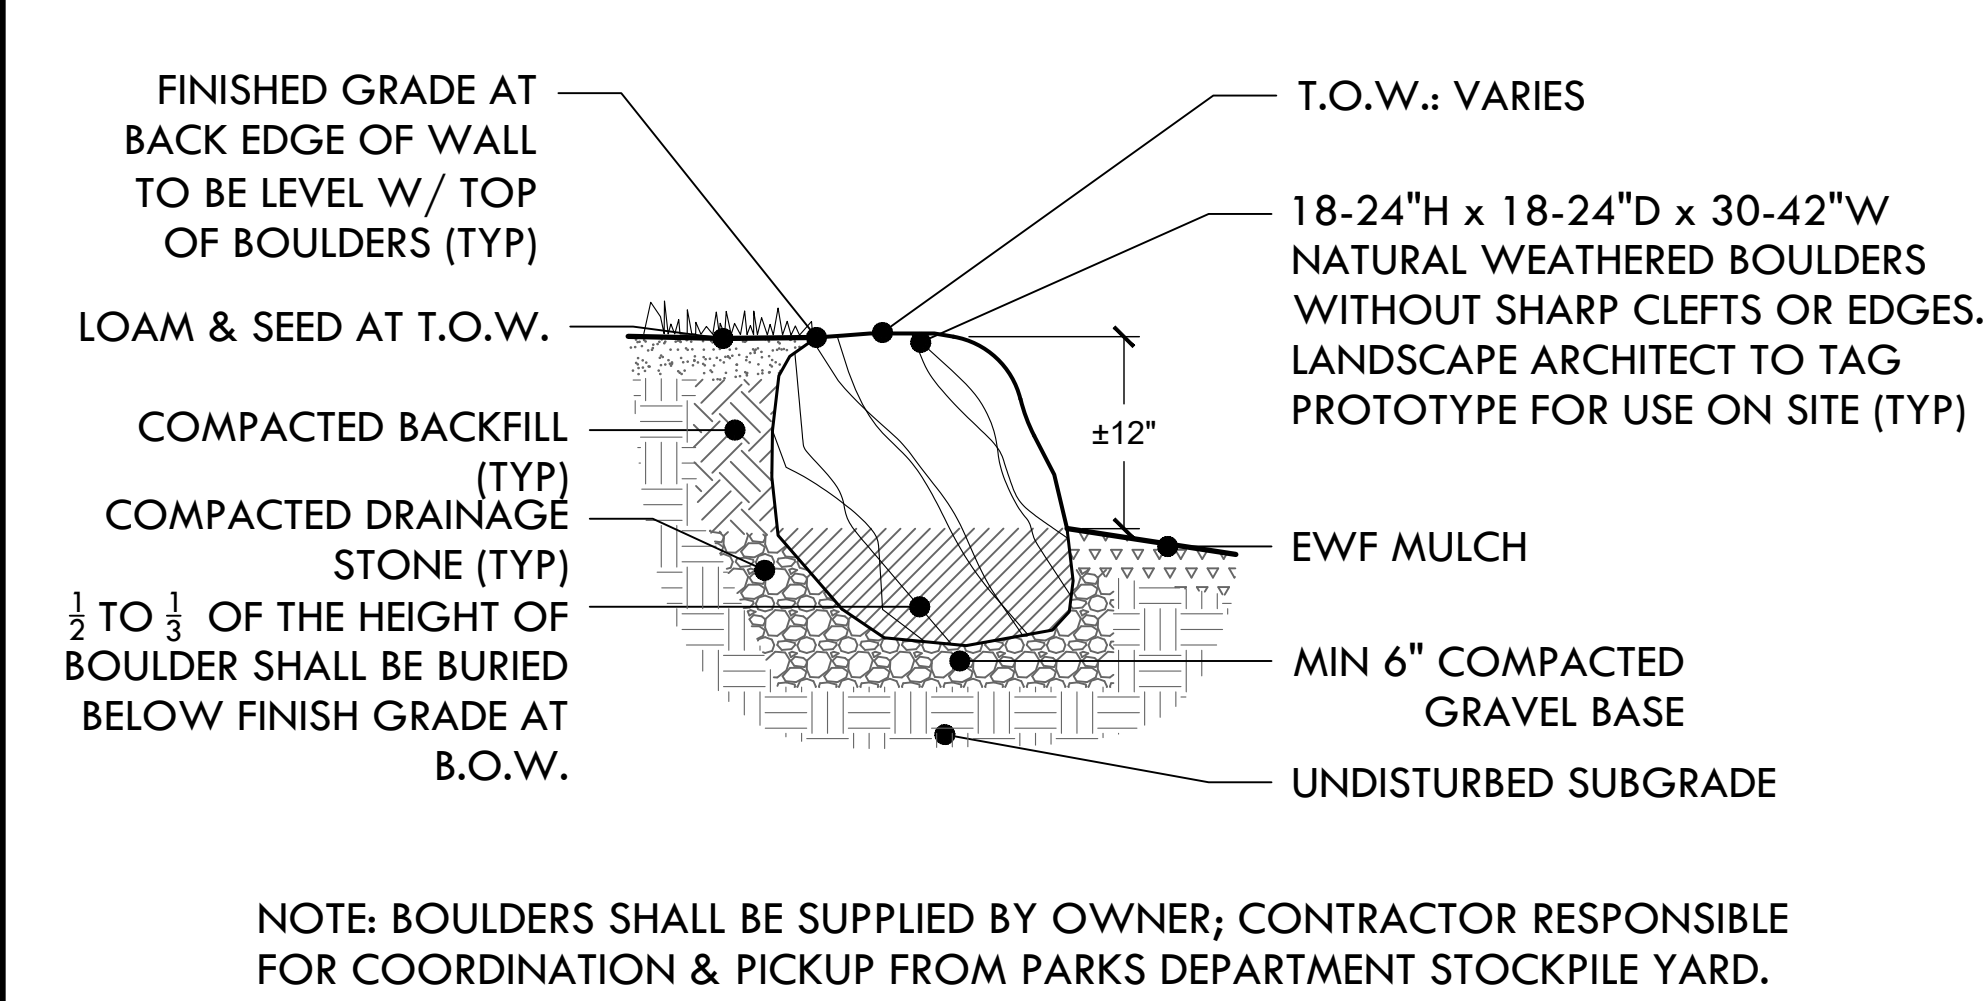 FINISHED GRADE AT
BACK EDGE OF WALL
TO BE LEVEL W/ TOP
OF BOULDERS (TYP)
LOAM & SEED AT T.O.W.
COMPACTED BACKFILL
(TYP)
COMPACTED DRAINAGE
STONE (TYP)
1/2 TO 1/3 OF THE HEIGHT OF
BOULDER SHALL BE BURIED
BELOW FINISH GRADE AT
B.O.W.
T.O.W.: VARIES
18-24"H x 18-24"D x 30-42"W
NATURAL WEATHERED BOULDERS
WITHOUT SHARP CLEFTS OR EDGES.
LANDSCAPE ARCHITECT TO TAG
PROTOTYPE FOR USE ON SITE (TYP)
±12"
EWF MULCH
MIN 6" COMPACTED
GRAVEL BASE
UNDISTURBED SUBGRADE
NOTE: BOULDERS SHALL BE SUPPLIED BY OWNER; CONTRACTOR RESPONSIBLE
FOR COORDINATION & PICKUP FROM PARKS DEPARTMENT STOCKPILE YARD.